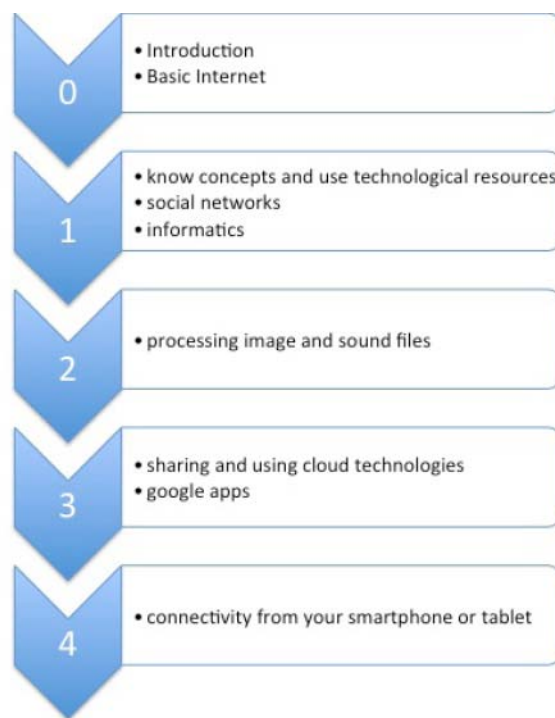 0
• Introduction
• Basic Internet
1
• know concepts and use technological resources
• social networks
• informatics
2
• processing image and sound files
3
• sharing and using cloud technologies
• google apps
4
• connectivity from your smartphone or tablet